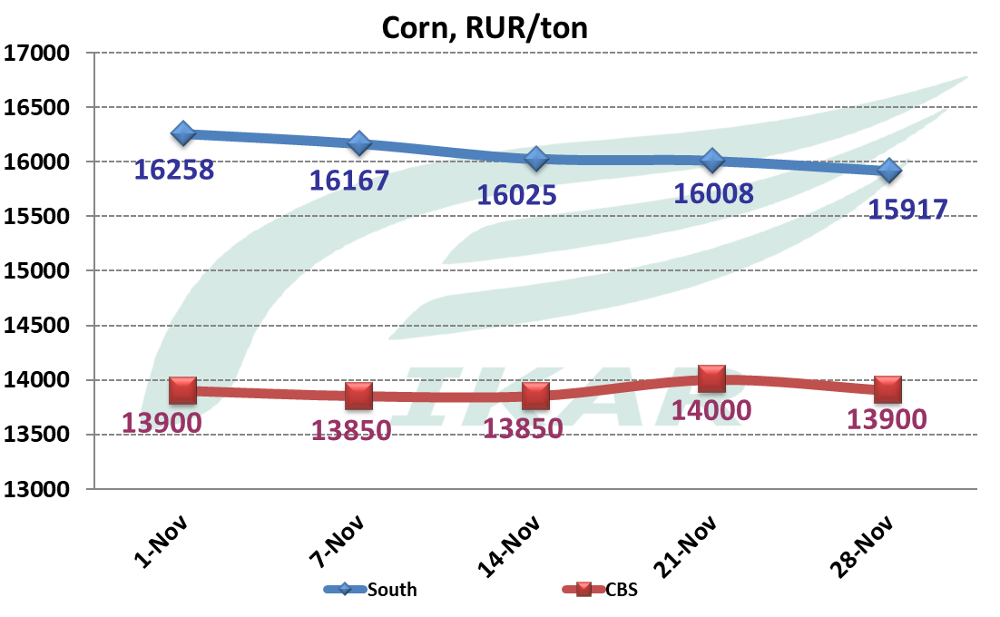 Corn, RUR/ton
17000
16500
16000
15500
15000
14500
14000
13500
13000
16258
16167
16025
16008
15917
IKAR
13900
13850
13850
14000
13900
1-Nov
7-Nov
14-Nov
21-Nov
28-Nov
South
CBS